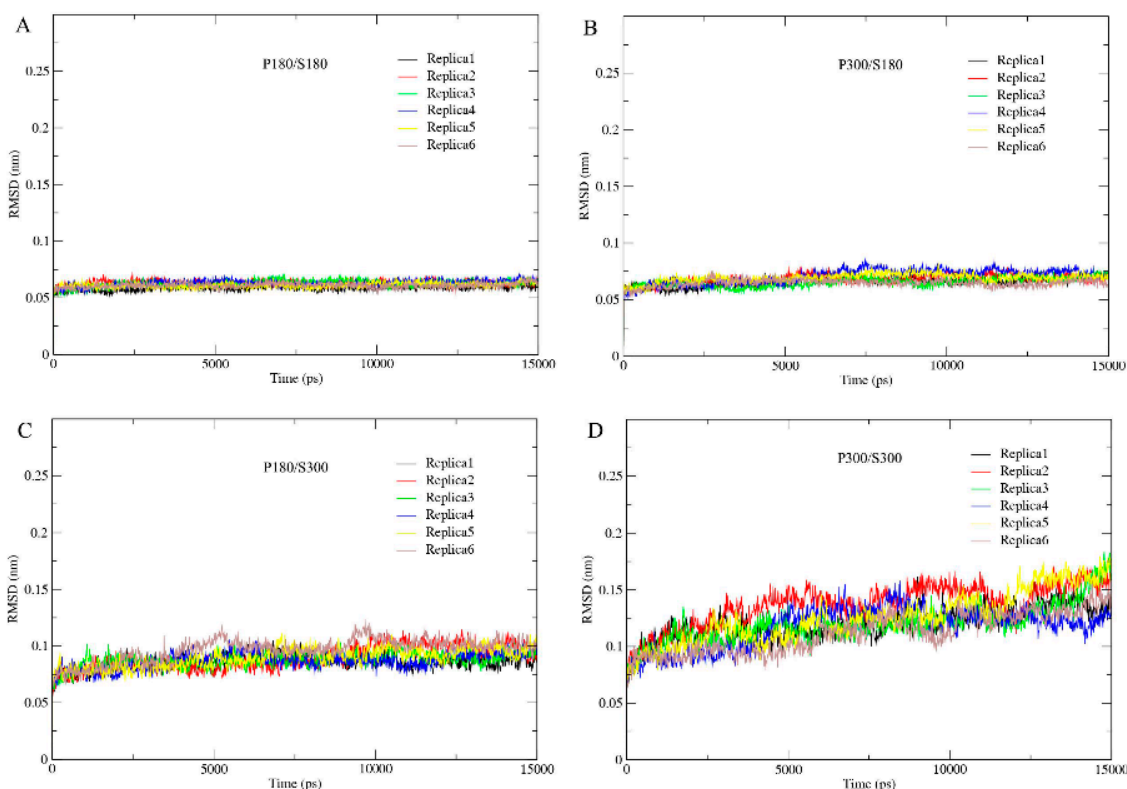 A
P180/S180
Replica1
Replica2
Replica3
Replica4
Replica5
Replica6
0.25
0.2
0.15
0.1
0.05
0
RMSD (nm)
0
5000
10000
15000
Time (ps)
B
P300/S180
Replica1
Replica2
Replica3
Replica4
Replica5
Replica6
0.25
0.2
0.15
0.1
0.05
0
RMSD (nm)
0
5000
10000
15000
Time (ps)
C
P180/S300
Replica1
Replica2
Replica3
Replica4
Replica5
Replica6
0.25
0.2
0.15
0.1
0.05
0
RMSD (nm)
0
5000
10000
15000
Time (ps)
D
P300/S300
Replica1
Replica2
Replica3
Replica4
Replica5
Replica6
0.25
0.2
0.15
0.1
0.05
0
RMSD (nm)
0
5000
10000
15000
Time (ps)